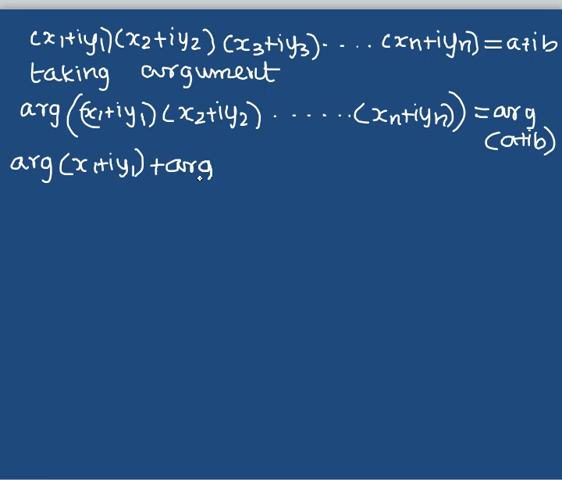 (x₁+iy₁)(x₂+iy₂)(x₃+iy₃).....(xn+iyn)=a+ib
taking argument
arg((x₁+iy₁)(x₂+iy₂).......(xn+iyn))=arg
(a+ib)
arg(x₁+iy₁)+arg